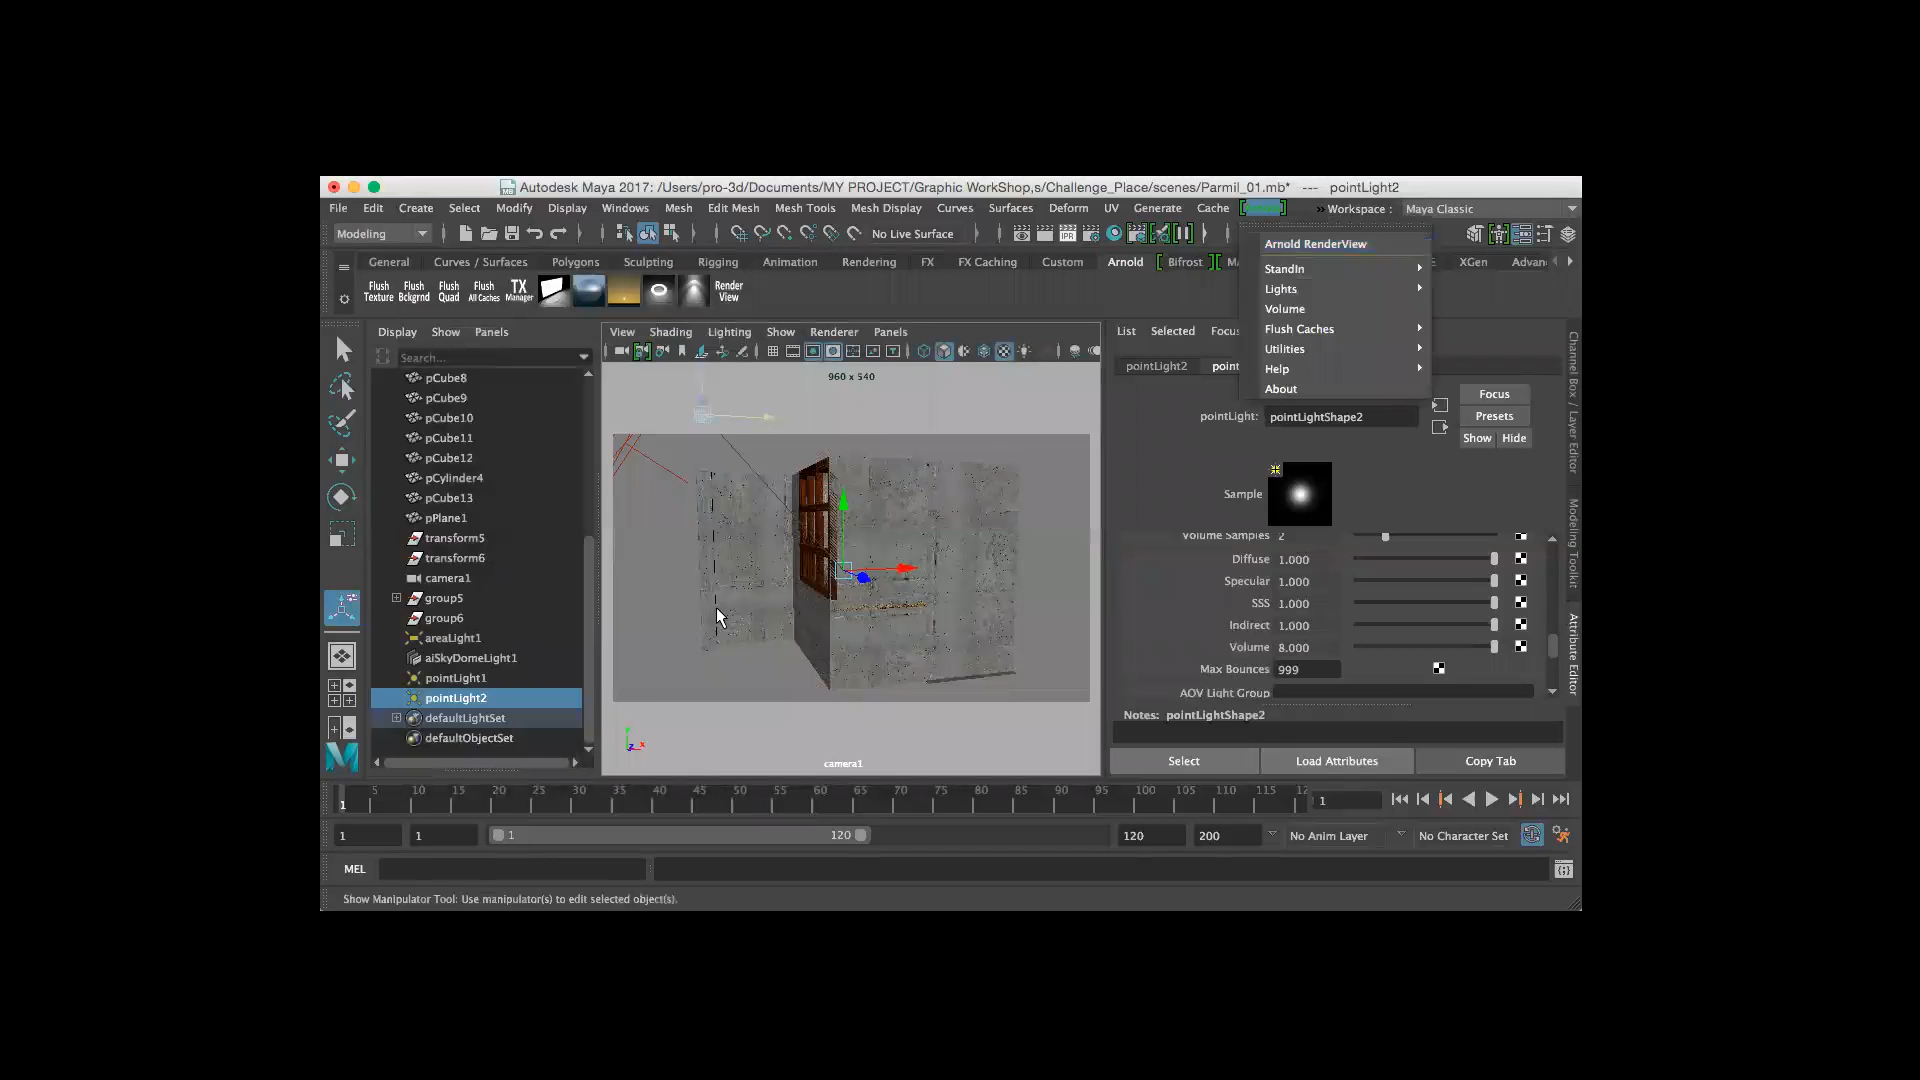 Autodesk Maya 2017: /Users/pro-3d/Documents/MY PROJECT/Graphic WorkShop,s/Challenge_Place/scenes/Parmil_01.mb* --- pointLight2
File Edit Create Select Modify Display Windows Mesh Edit Mesh Mesh Tools Mesh Display Curves Surfaces Deform UV Generate Cache
» Workspace : Maya Classic
Modeling
No Live Surface
General Curves / Surfaces Polygons Sculpting Rigging Animation Rendering FX FX Caching Custom Arnold Bifrost XGen
Flush Texture
Flush Bckgrnd
Flush Quad
Flush All Caches
TX Manager
Render View
Arnold RenderView
StandIn
Lights
Volume
Flush Caches
Utilities
Help
About
Display Show Panels
Search...
pCube8
pCube9
pCube10
pCube11
pCube12
pCylinder4
pCube13
pPlane1
transform5
transform6
camera1
group5
group6
areaLight1
aiSkyDomeLight1
pointLight1
pointLight2
defaultLightSet
defaultObjectSet
View Shading Lighting Show Renderer Panels
960 x 540
camera1
List Selected Focus
pointLight2
pointLight: pointLightShape2
Focus
Presets
Show Hide
Sample
Volume Samples 2
Diffuse 1.000
Specular 1.000
SSS 1.000
Indirect 1.000
Volume 8.000
Max Bounces 999
AOV Light Group
Notes: pointLightShape2
Select Load Attributes Copy Tab
Channel Box / Layer Editor
Modeling Toolkit
Attribute Editor
1 5 10 15 20 25 30 35 40 45 50 55 60 65 70 75 80 85 90 95 100 105 110 115 12
1
1 1 1 120 120 200 No Anim Layer No Character Set
MEL
Show Manipulator Tool: Use manipulator(s) to edit selected object(s).